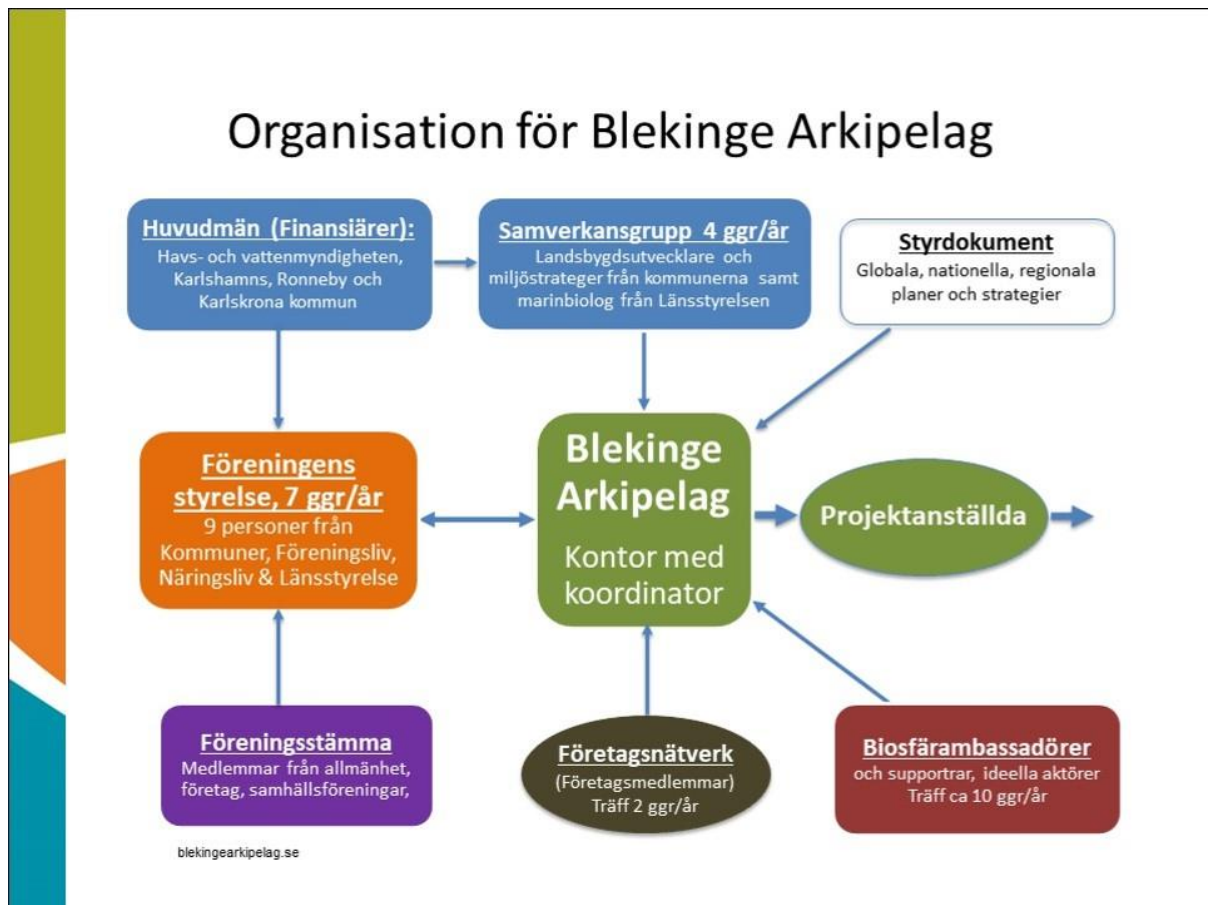 Organisation för Blekinge Arkipelag
Huvudmän (Finansiärer):
Havs- och vattenmyndigheten,
Karlshamns, Ronneby och
Karlskrona kommun
Samverkansgrupp 4 ggr/år
Landsbygdsutvecklare och
miljöstrateger från kommunerna samt
marinbiolog från Länsstyrelsen
Styrdokument
Globala, nationella, regionala
planer och strategier
Föreningens
styrelse, 7 ggr/år
9 personer från
Kommuner, Föreningsliv,
Näringsliv & Länsstyrelse
Blekinge
Arkipelag
Kontor med
koordinator
Projektanställda
Föreningsstämma
Medlemmar från allmänhet,
företag, samhällsföreningar,
Företagsnätverk
(Företagsmedlemmar)
Träff 2 ggr/år
Biosfärambassadörer
och supportrar, ideella aktörer
Träff ca 10 ggr/år
blekingearkipelag.se